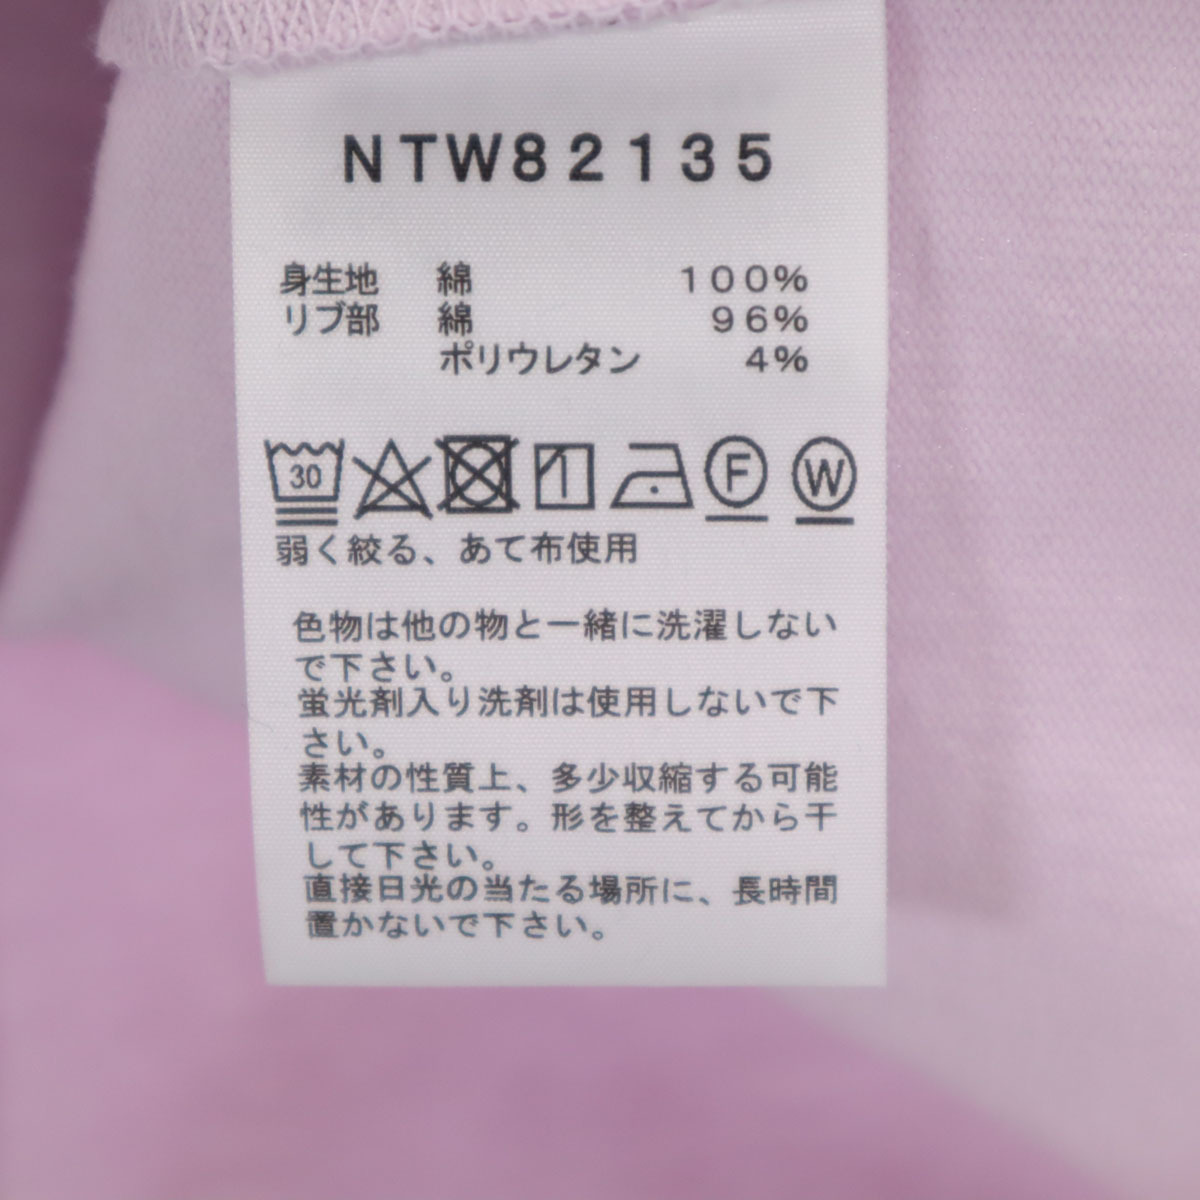 NTW82135
身生地 綿 100%
リブ部 綿 96%
ポリウレタン 4%
30 F W
弱く絞る、あて布使用
色物は他の物と一緒に洗濯しない
で下さい。
蛍光剤入り洗剤は使用しないで下
さい。
素材の性質上、多少収縮する可能
性があります。形を整えてから干
して下さい。
直接日光の当たる場所に、長時間
置かないで下さい。